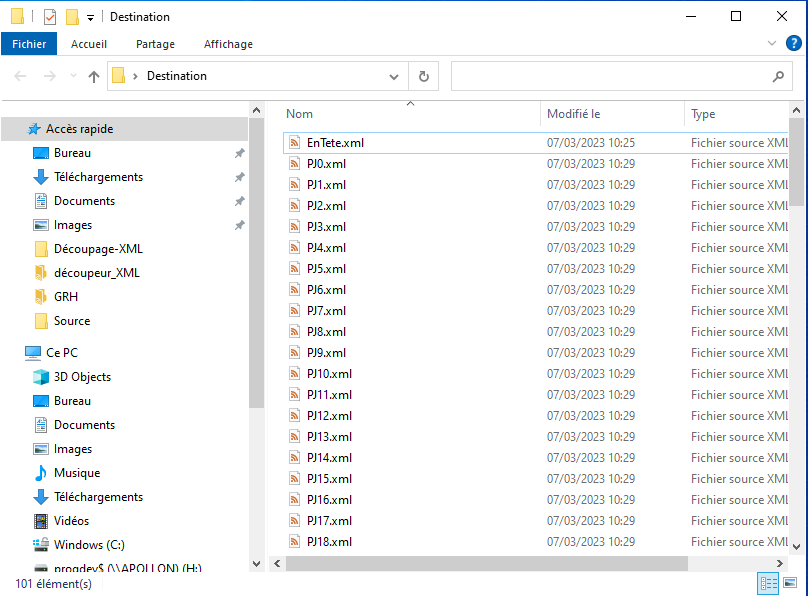 Destination
Fichier
Accueil
Partage
Affichage
?
Destination
Accès rapide
Bureau
Téléchargements
Documents
Images
Découpage-XML
découpeur_XML
GRH
Source
Ce PC
3D Objects
Bureau
Documents
Images
Musique
Téléchargements
Vidéos
Windows (C:)
progdev$ (\\APOLLON) (H:)
Nom Modifié le Type
EnTete.xml 07/03/2023 10:25 Fichier source XML
PJ0.xml 07/03/2023 10:29 Fichier source XML
PJ1.xml 07/03/2023 10:29 Fichier source XML
PJ2.xml 07/03/2023 10:29 Fichier source XML
PJ3.xml 07/03/2023 10:29 Fichier source XML
PJ4.xml 07/03/2023 10:29 Fichier source XML
PJ5.xml 07/03/2023 10:29 Fichier source XML
PJ6.xml 07/03/2023 10:29 Fichier source XML
PJ7.xml 07/03/2023 10:29 Fichier source XML
PJ8.xml 07/03/2023 10:29 Fichier source XML
PJ9.xml 07/03/2023 10:29 Fichier source XML
PJ10.xml 07/03/2023 10:29 Fichier source XML
PJ11.xml 07/03/2023 10:29 Fichier source XML
PJ12.xml 07/03/2023 10:29 Fichier source XML
PJ13.xml 07/03/2023 10:29 Fichier source XML
PJ14.xml 07/03/2023 10:29 Fichier source XML
PJ15.xml 07/03/2023 10:29 Fichier source XML
PJ16.xml 07/03/2023 10:29 Fichier source XML
PJ17.xml 07/03/2023 10:29 Fichier source XML
PJ18.xml 07/03/2023 10:29 Fichier source XML
101 élément(s)